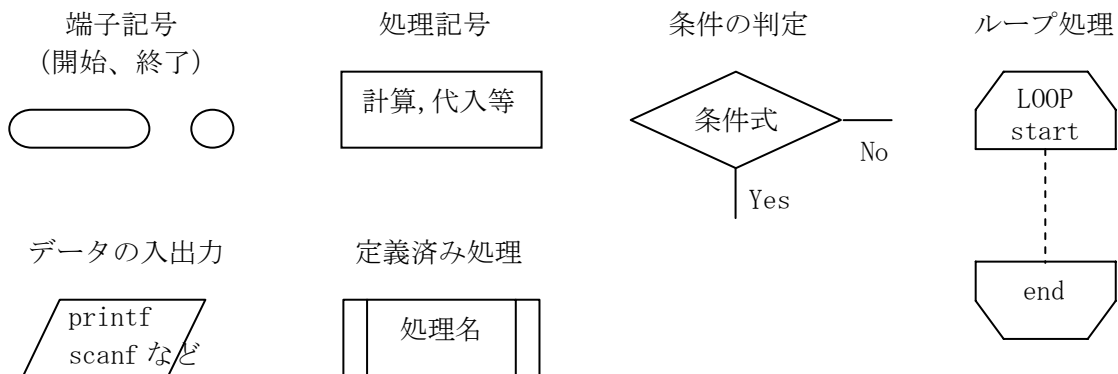 端子記号
(開始、終了)
処理記号
計算,代入等
条件の判定
条件式
No
Yes
ループ処理
LOOP
start
end
データの入出力
printf
scanf など
定義済み処理
処理名